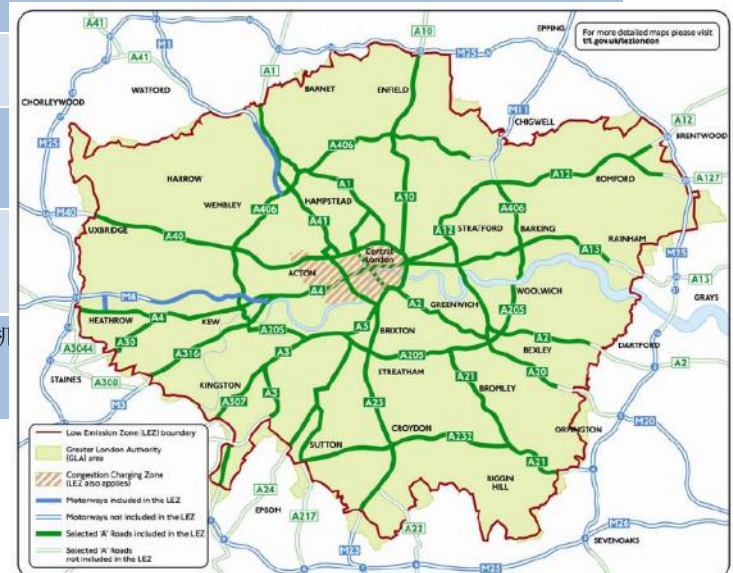 A41
M1
A10
EPPING
For more detailed maps please visit
tfl.gov.uk/lezlondon
M25
A41
A1
WATFORD
BARNET
ENFIELD
M11
CHORLEYWOOD
CHIGWELL
A12
BRENTWOOD
M25
A406
HARROW
A12
ROMFORD
A127
WEMBLEY
A406
HAMPSTEAD
A1
A10
A406
M40
A41
A12
STRATFORD
BARKING
UXBRIDGE
A40
RAINHAM
Central
London
A13
M25
ACTON
A13
M4
A4
A2
GREENWICH
WOOLWICH
GRAYS
HEATHROW
A4
KEW
A205
A3
BRIXTON
A205
A30
A3044
A316
A3
A205
A2
BEXLEY
DARTFORD
STREATHAM
A20
A2
STAINES
A308
KINGSTON
A21
BROMLEY
M3
A307
A3
A23
M20
CROYDON
ORPINGTON
SUTTON
A232
A21
BIGGIN
HILL
A24
EPSOM
A217
A22
M26
SEVENOAKS
M23
M25
Low Emission Zone (LEZ) boundary
Greater London Authority
(GLA) area
Congestion Charging Zone
(LEZ also applies)
Motorways included in the LEZ
Motorways not included in the LEZ
Selected 'A' Roads included in the LEZ
Selected 'A' Roads
not included in the LEZ